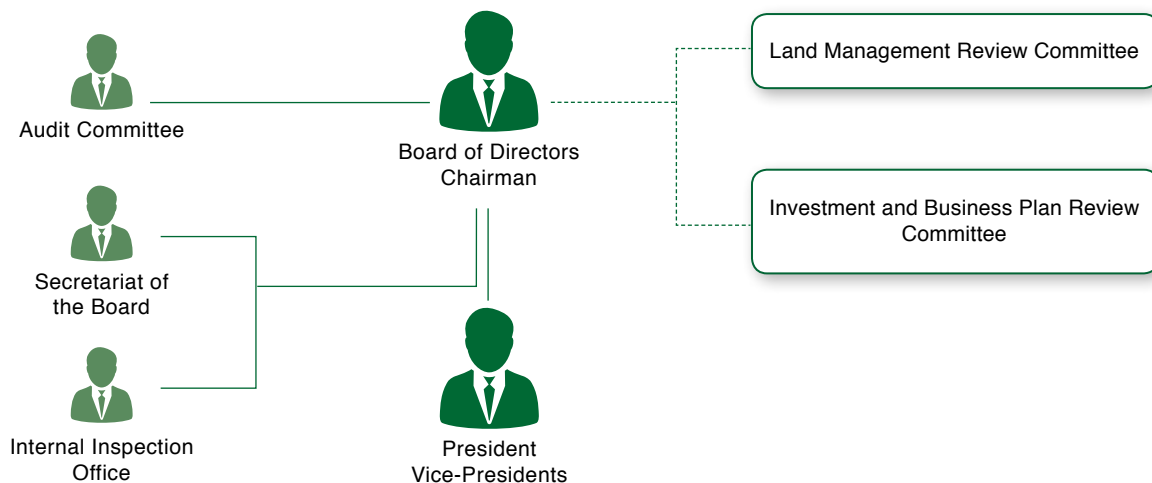 Audit Committee
Board of Directors
Chairman
Land Management Review Committee
Investment and Business Plan Review
Committee
Secretariat of
the Board
Internal Inspection
Office
President
Vice-Presidents